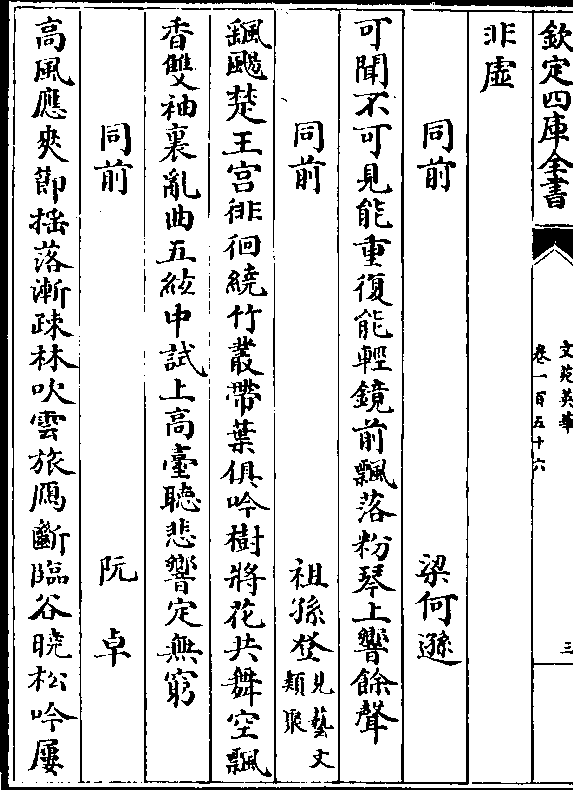 欽定四庫全書
文苑英華
卷一百五十六
三
非虛
同前 梁何遜
可聞不可見能重復能輕鏡前飄落粉琴上響餘聲
同前 祖孫登見藝文類聚
飄颺楚王宮徘徊繞竹叢帶葉俱吟樹將花共舞空飄
香雙袖裏亂曲五絃中試上高臺聽悲響定無窮
同前 阮卓
高風應爽節揺落漸疎林吹雲旅鴈斷臨谷曉松吟屢